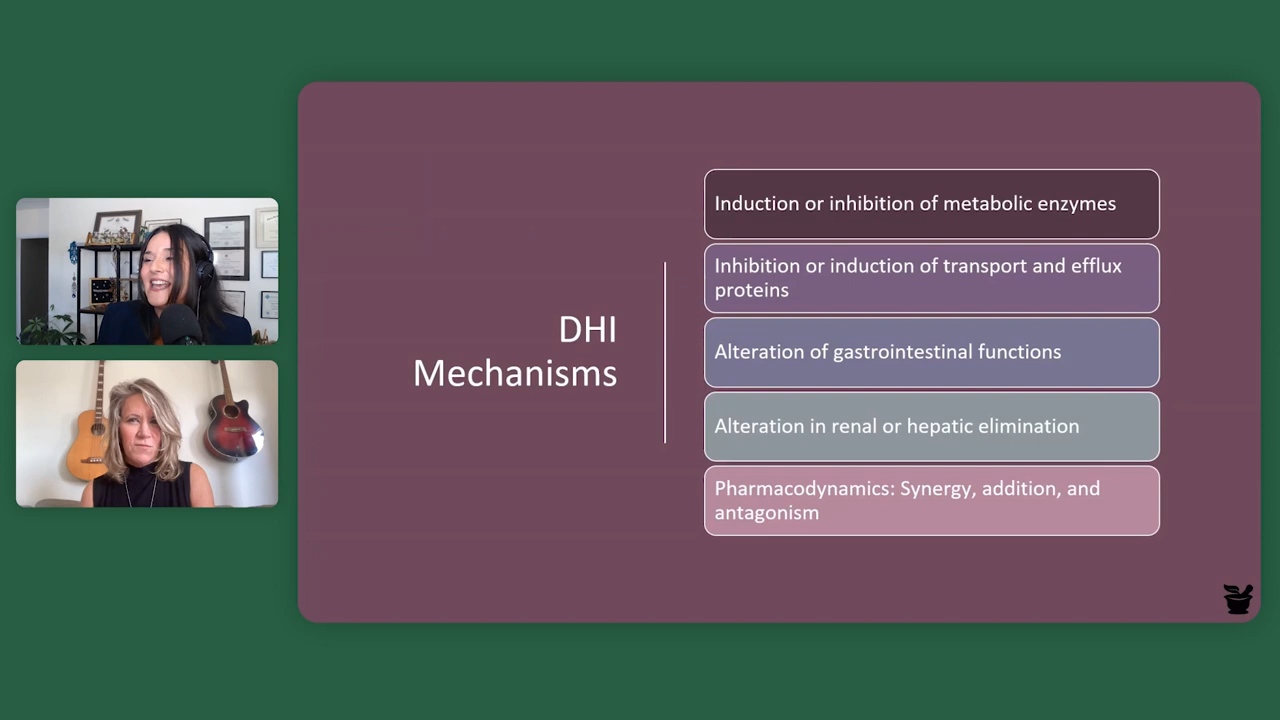 DHI
Mechanisms
Induction or inhibition of metabolic enzymes
Inhibition or induction of transport and efflux
proteins
Alteration of gastrointestinal functions
Alteration in renal or hepatic elimination
Pharmacodynamics: Synergy, addition, and
antagonism